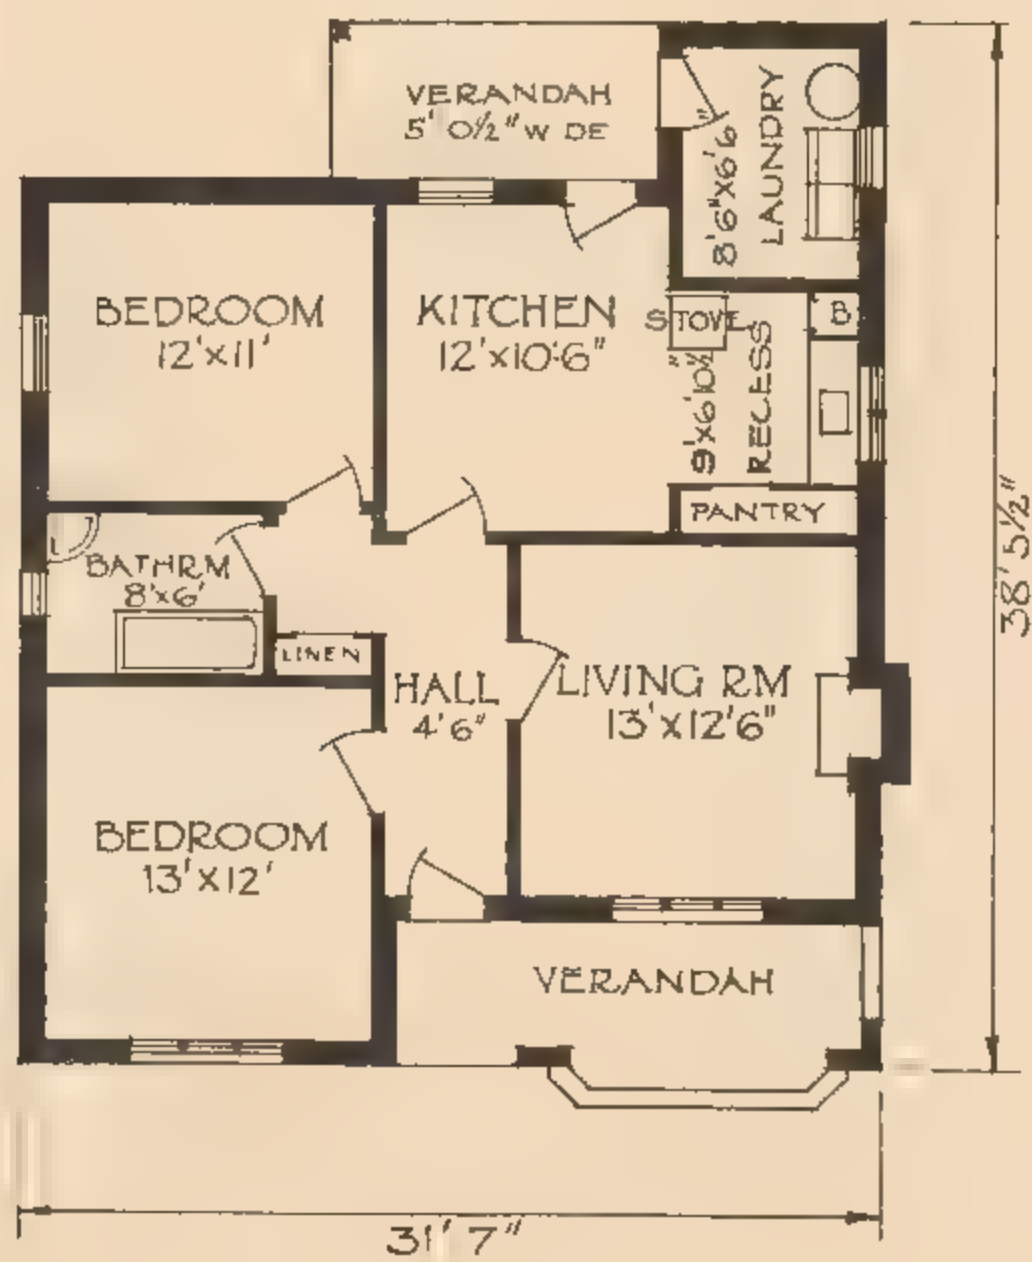 VERANDAH
5' 0½" W DE
8'6"X6'6"
LAUNDRY
BEDROOM
12'X11'
KITCHEN
12'X10'6"
STOVE
B
9'X6'10½"
RECESS
PANTRY
38' 5½"
BATHRM
8'X6'
LINEN
HALL
4'6"
LIVING RM
13'X12'6"
BEDROOM
13'X12'
VERANDAH
31' 7"